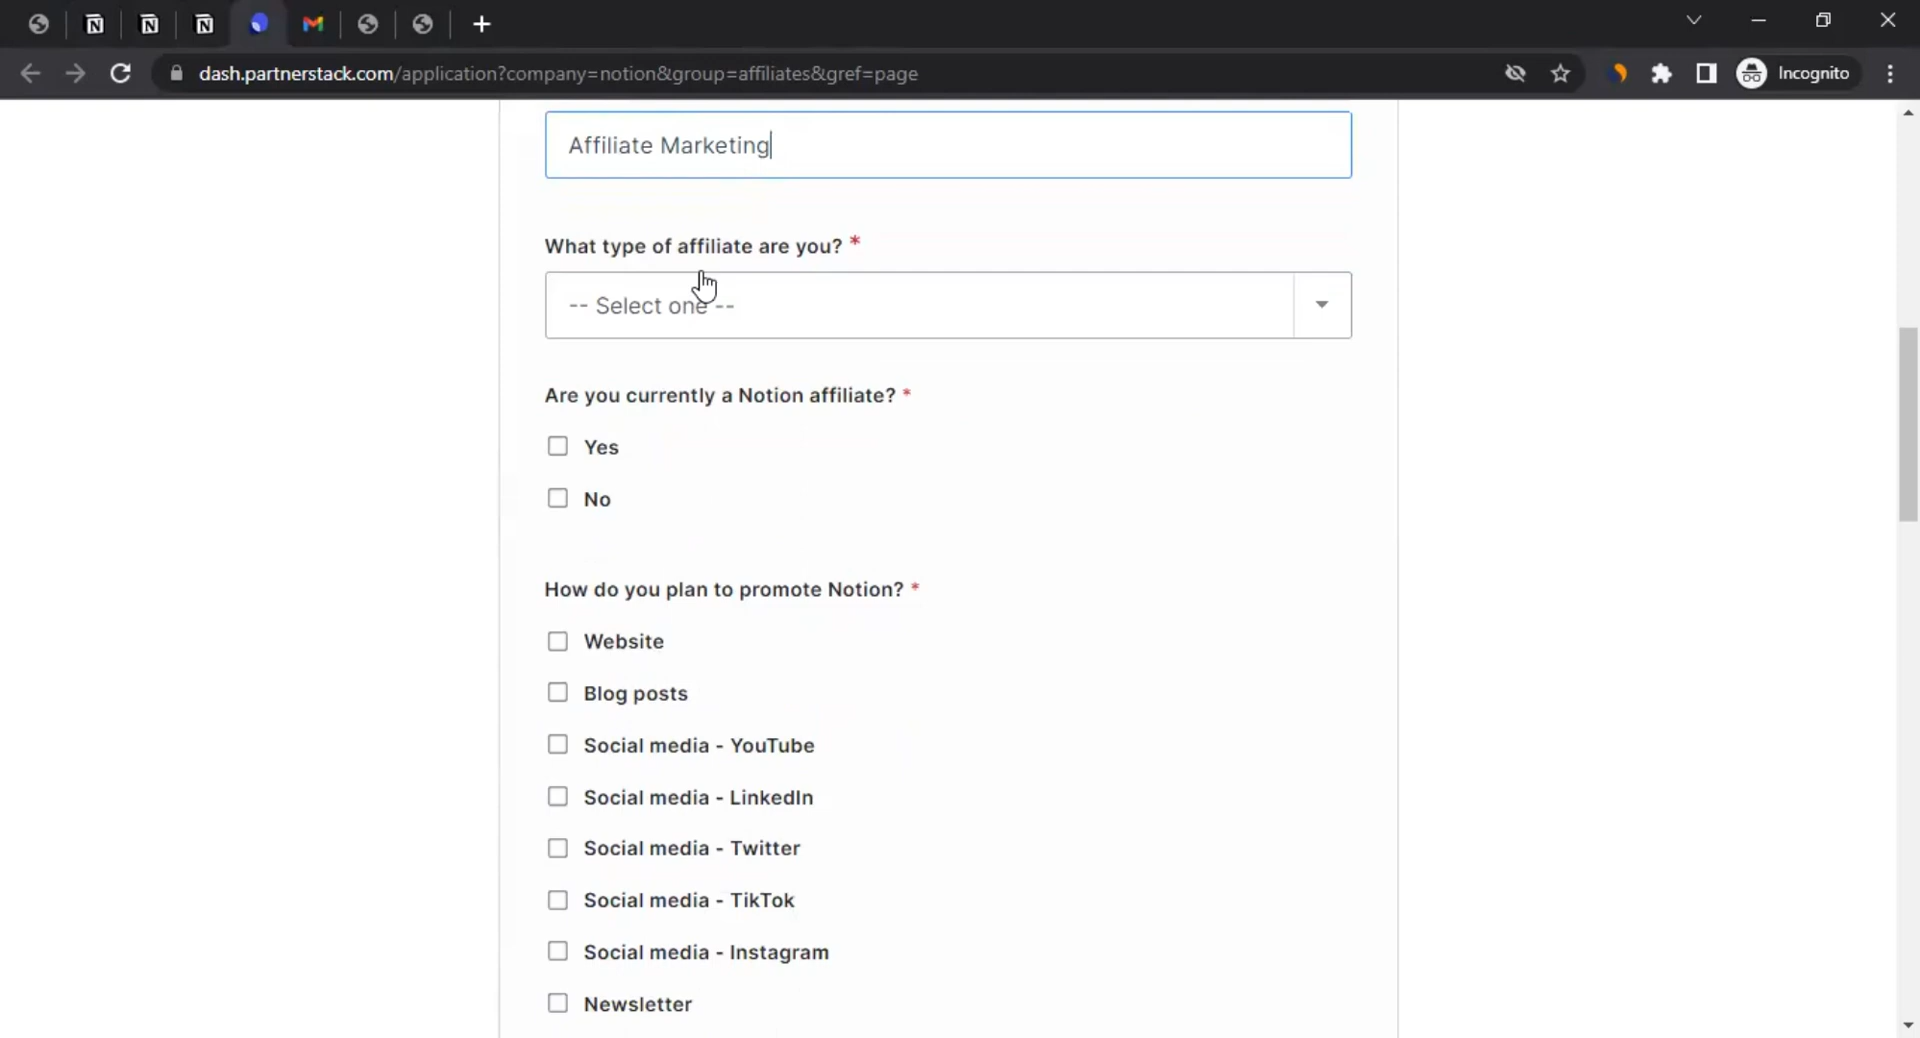 dash.partnerstack.com/application?company=notion&group=affiliates&gref=page
Incognito
Affiliate Marketing
What type of affiliate are you? *
-- Select one --
Are you currently a Notion affiliate? *
Yes
No
How do you plan to promote Notion? *
Website
Blog posts
Social media - YouTube
Social media - LinkedIn
Social media - Twitter
Social media - TikTok
Social media - Instagram
Newsletter